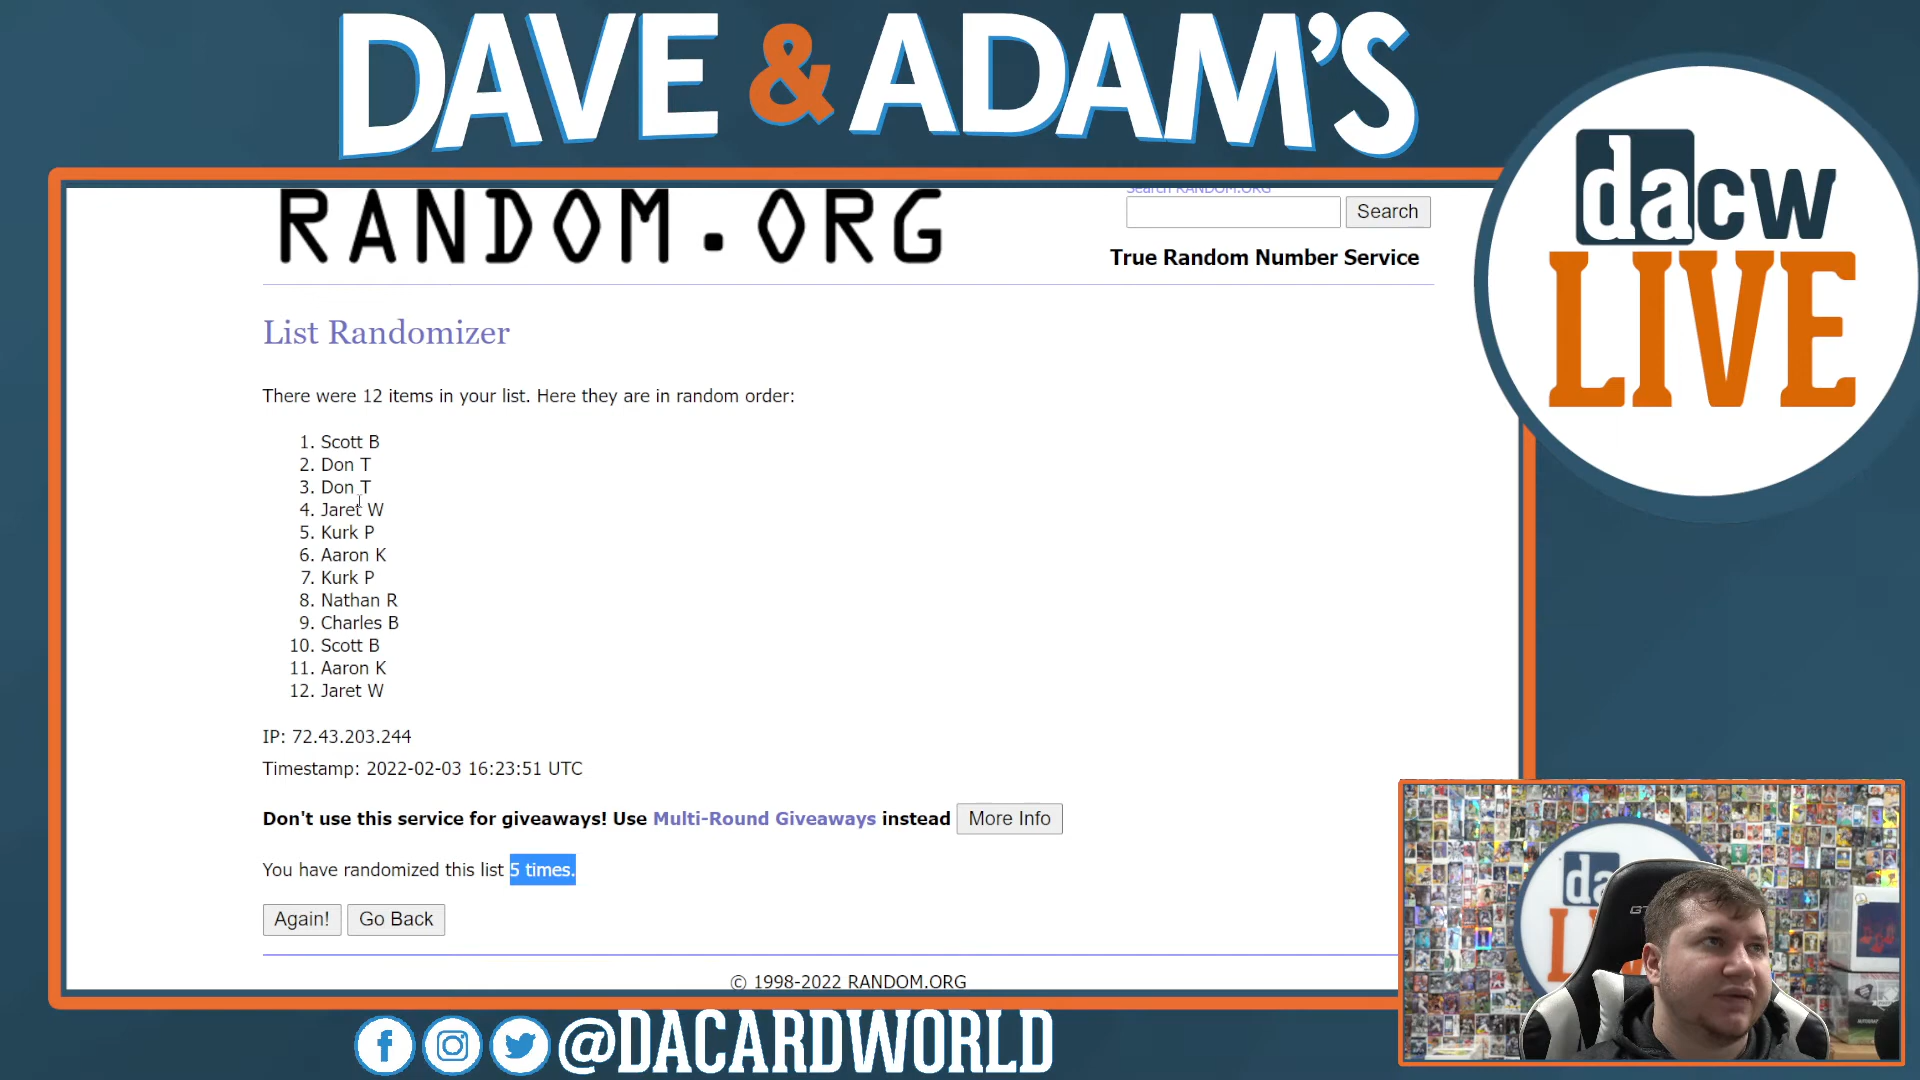 DAVE & ADAM'S
Search RANDOM.ORG
RANDOM.ORG
Search
True Random Number Service
dacw
LIVE
List Randomizer
There were 12 items in your list. Here they are in random order:
1. Scott B
2. Don T
3. Don T
4. Jaret W
5. Kurk P
6. Aaron K
7. Kurk P
8. Nathan R
9. Charles B
10. Scott B
11. Aaron K
12. Jaret W
IP: 72.43.203.244
Timestamp: 2022-02-03 16:23:51 UTC
Don't use this service for giveaways! Use Multi-Round Giveaways instead More Info
You have randomized this list 5 times.
Again! Go Back
© 1998-2022 RANDOM.ORG
@DACARDWORLD